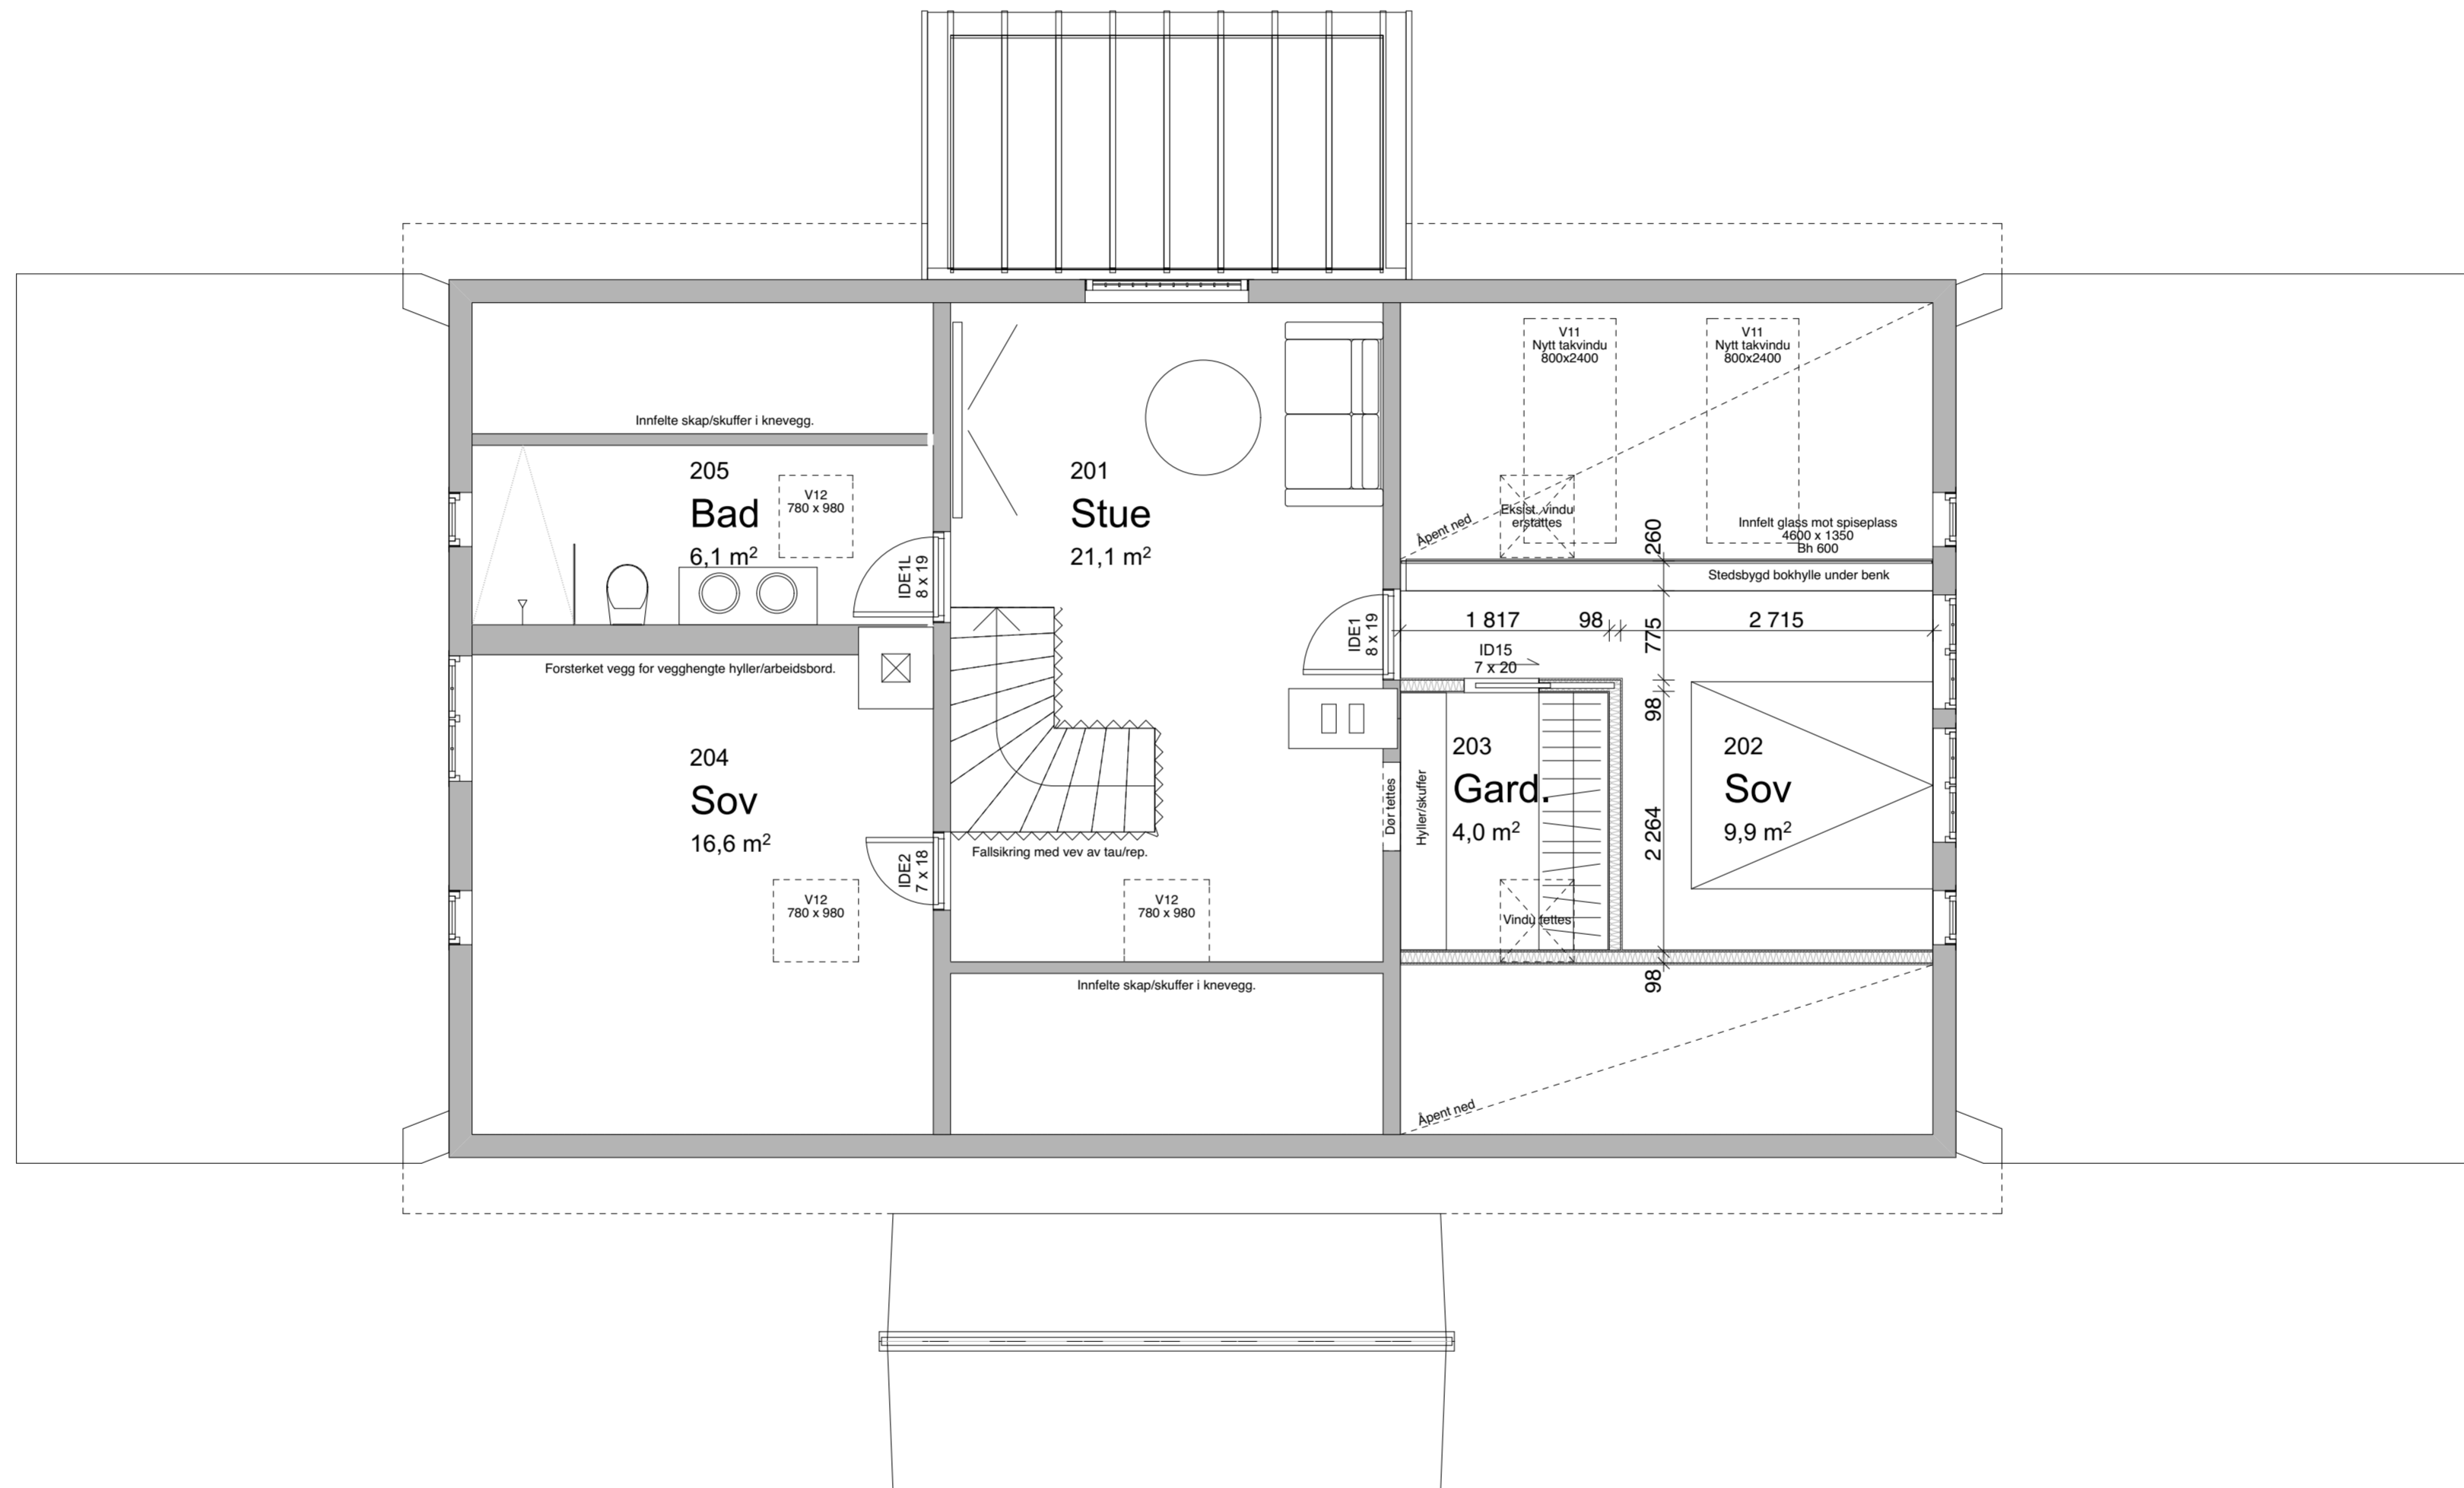 V11
Nytt takvindu
800x2400
V11
Nytt takvindu
800x2400
Innfelte skap/skuffer i knevegg.
205
Bad
6,1 m²
V12
780 x 980
IDE1L
8 x 19
201
Stue
21,1 m²
Åpent ned
Eksist. vindu
erstattes
260
Innfelt glass mot spiseplass
4600 x 1350
Bh 600
Stedsbygd bokhylle under benk
1 817
98
775
2 715
IDE1
8 x 19
ID15
7 x 20
Forsterket vegg for vegghengte hyller/arbeidsbord.
98
204
Sov
16,6 m²
203
Gard.
4,0 m²
202
Sov
9,9 m²
Dør tettes
Hyller/skuffer
2 264
IDE2
7 x 18
Fallsikring med vev av tau/rep.
V12
780 x 980
V12
780 x 980
Vindu tettes
98
Innfelte skap/skuffer i knevegg.
Åpent ned